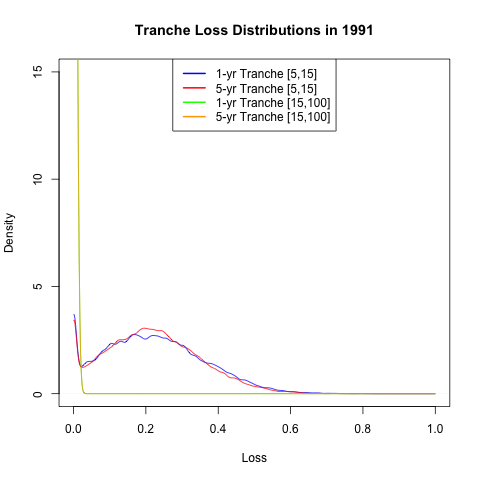 Tranche Loss Distributions in 1991
1-yr Tranche [5,15]
5-yr Tranche [5,15]
1-yr Tranche [15,100]
5-yr Tranche [15,100]
15
10
5
0
Density
0.0 0.2 0.4 0.6 0.8 1.0
Loss